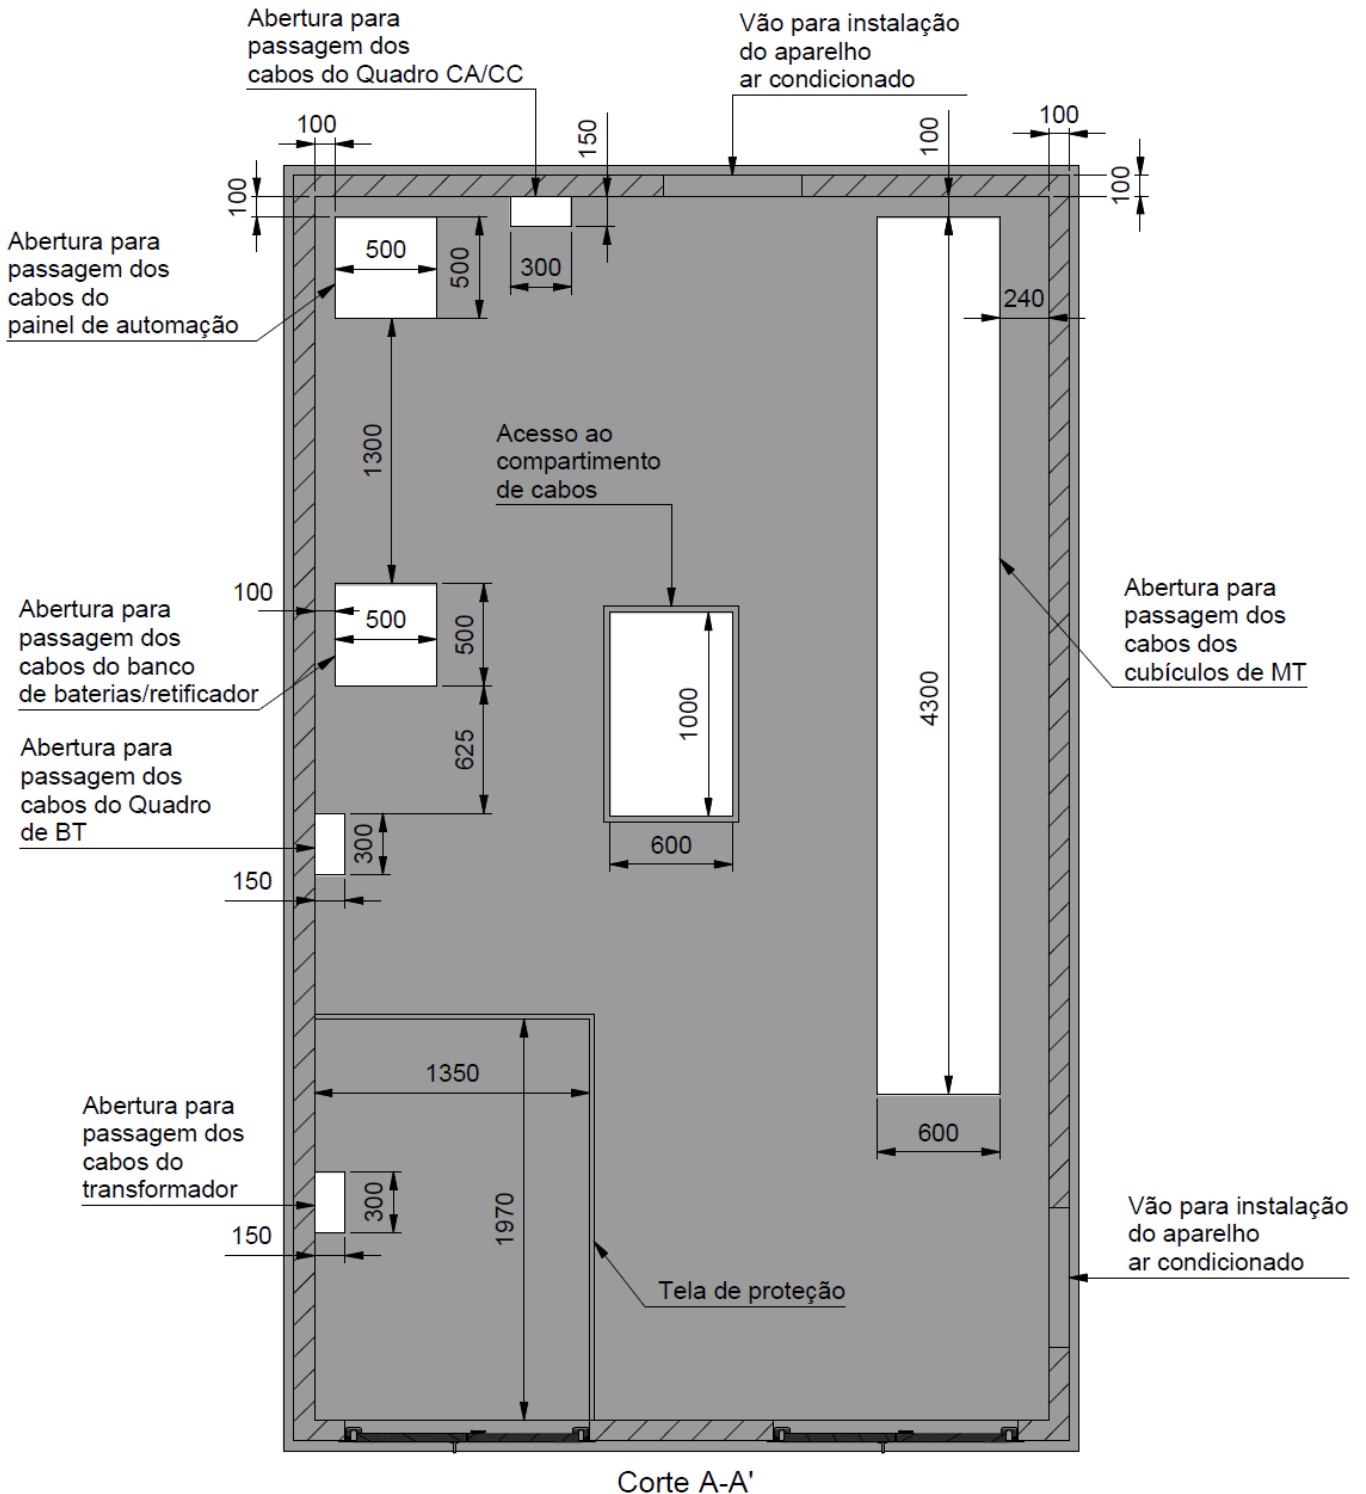 Abertura para
passagem dos
cabos do Quadro CA/CC
Vão para instalação
do aparelho
ar condicionado
100
150
100
100
100
100
Abertura para
passagem dos
cabos do
painel de automação
500
500
300
240
1300
Acesso ao
compartimento
de cabos
100
Abertura para
passagem dos
cabos do banco
de baterias/retificador
500
500
Abertura para
passagem dos
cabos dos
cubículos de MT
4300
1000
625
Abertura para
passagem dos
cabos do Quadro
de BT
300
600
150
1350
Abertura para
passagem dos
cabos do
transformador
600
300
1970
150
Vão para instalação
do aparelho
ar condicionado
Tela de proteção
Corte A-A'